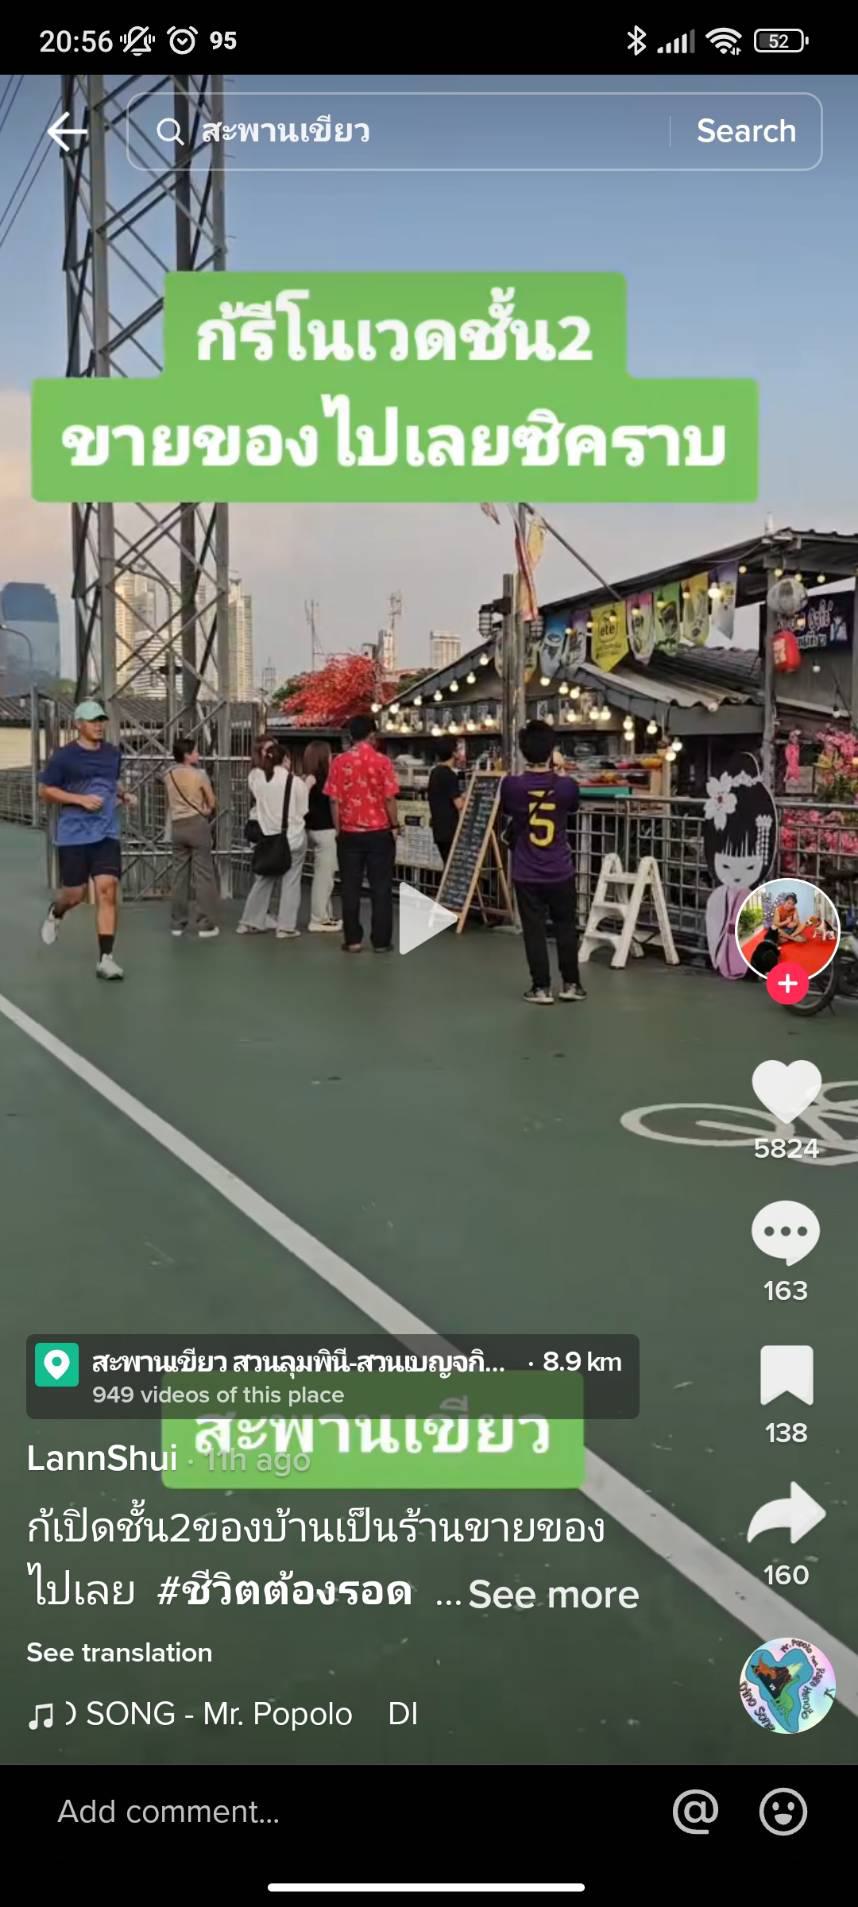 20:56 95 52
สะพานเขียว Search
ก้รีโนเวดชั้น2
ขายของไปเลยซิคราบ
ete
5
5824
163
สะพานเขียว สวนลุมพินี-สวนเบญจกิ... · 8.9 km
949 videos of this place
138
สะพานเขียว
LannShui · 11h ago
ก้เปิดชั้น2ของบ้านเป็นร้านขายของ
ไปเลย #ชีวิตต้องรอด ... See more
160
See translation
SONG - Mr. Popolo DI
Add comment...